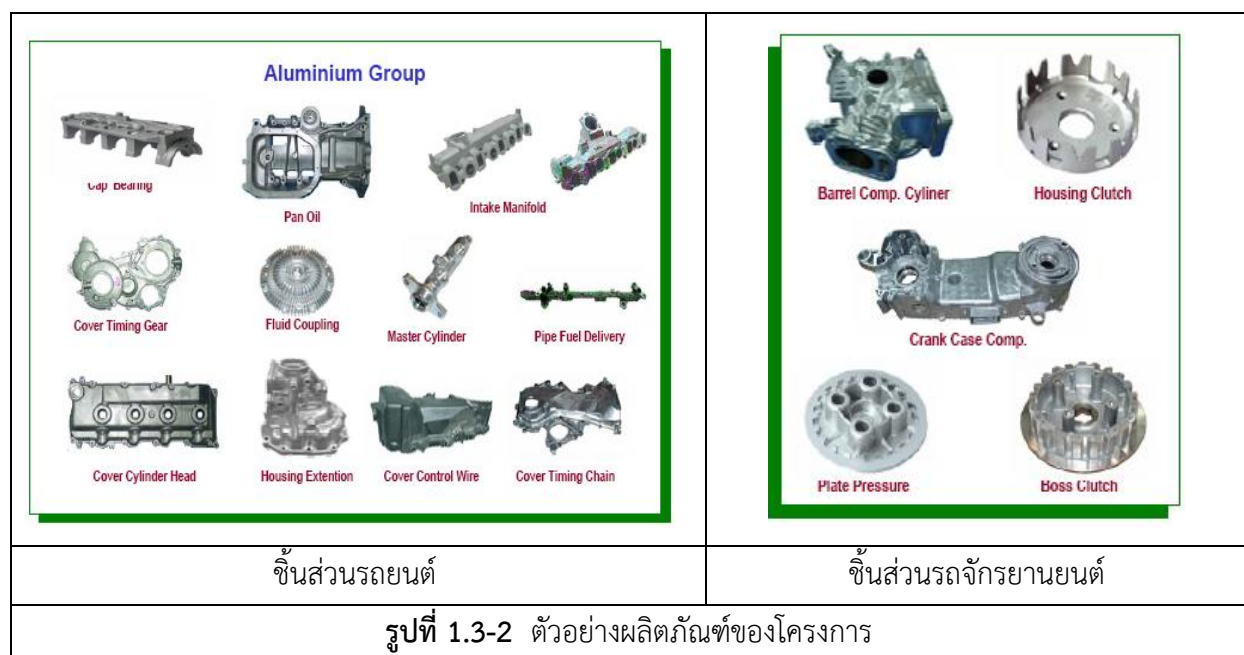 Aluminium Group
Cap Bearing
Pan Oil
Intake Manifold
Cover Timing Gear
Fluid Coupling
Master Cylinder
Pipe Fuel Delivery
Cover Cylinder Head
Housing Extention
Cover Control Wire
Cover Timing Chain
Barrel Comp. Cyliner
Housing Clutch
Crank Case Comp.
Plate Pressure
Boss Clutch
ชิ้นส่วนรถยนต์
ชิ้นส่วนรถจักรยานยนต์
รูปที่ 1.3-2 ตัวอย่างผลิตภัณฑ์ของโครงการ